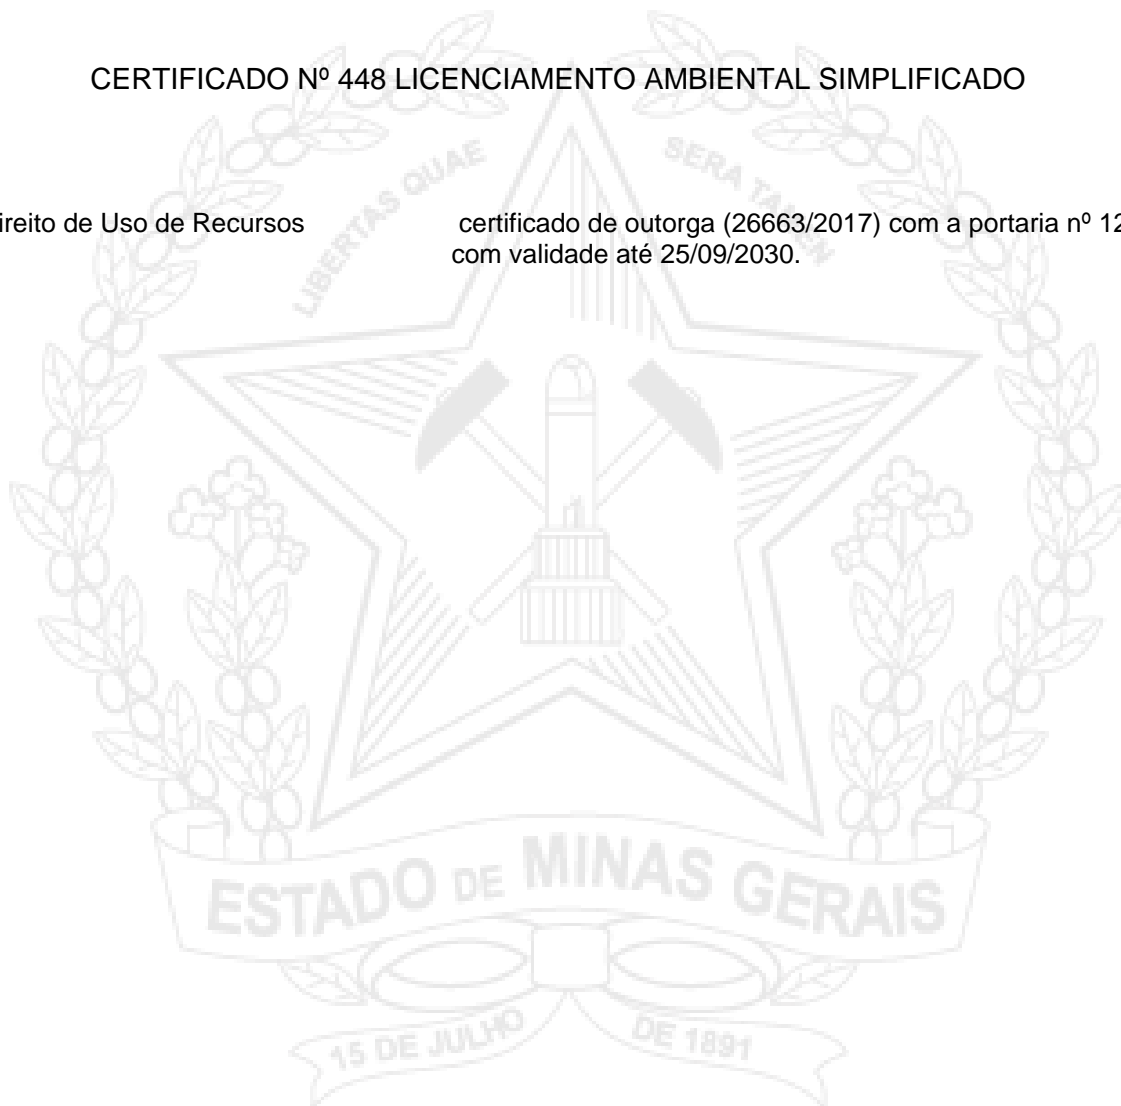 CERTIFICADO Nº 448 LICENCIAMENTO AMBIENTAL SIMPLIFICADO
LIBERTAS QUAE SERA TAMEN
ireito de Uso de Recursos certificado de outorga (26663/2017) com a portaria nº 12
com validade até 25/09/2030.
ESTADO DE MINAS GERAIS
15 DE JULHO DE 1891